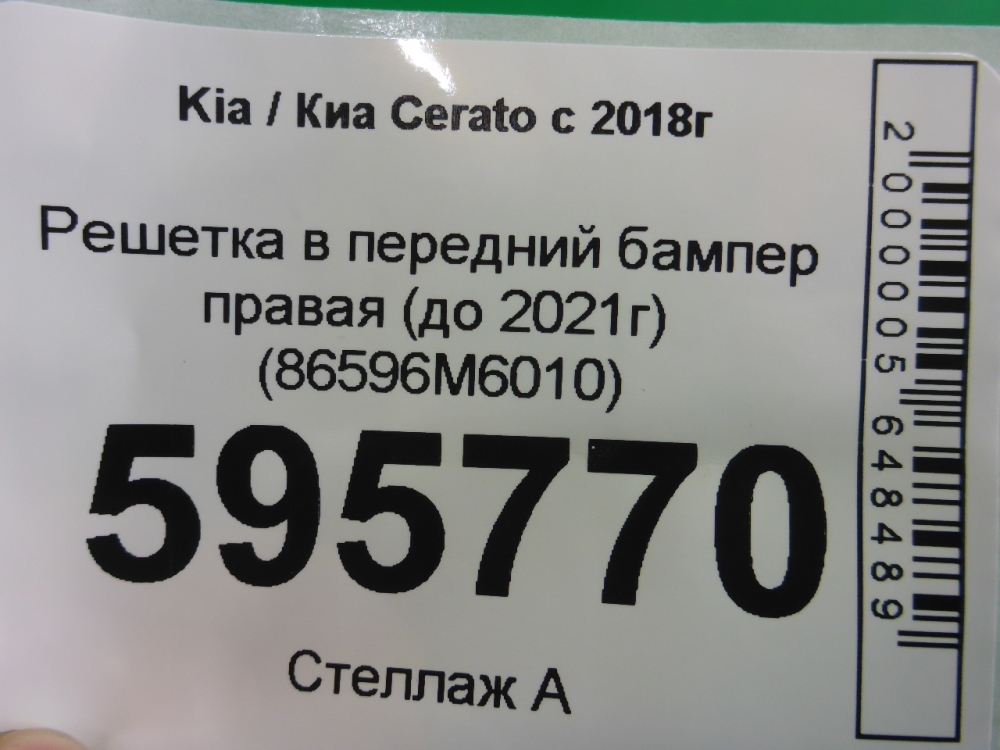 Kia / Киа Cerato с 2018г
Решетка в передний бампер
правая (до 2021г)
(86596M6010)
595770
Стеллаж А
2000005648489